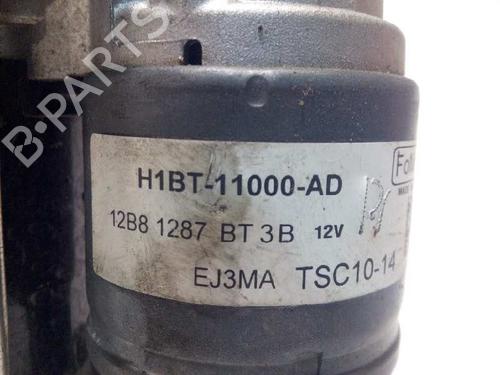 B-PARTS
H1BT-11000-AD
12B8 1287 BT 3B 12V
EJ3MA TSC10-14